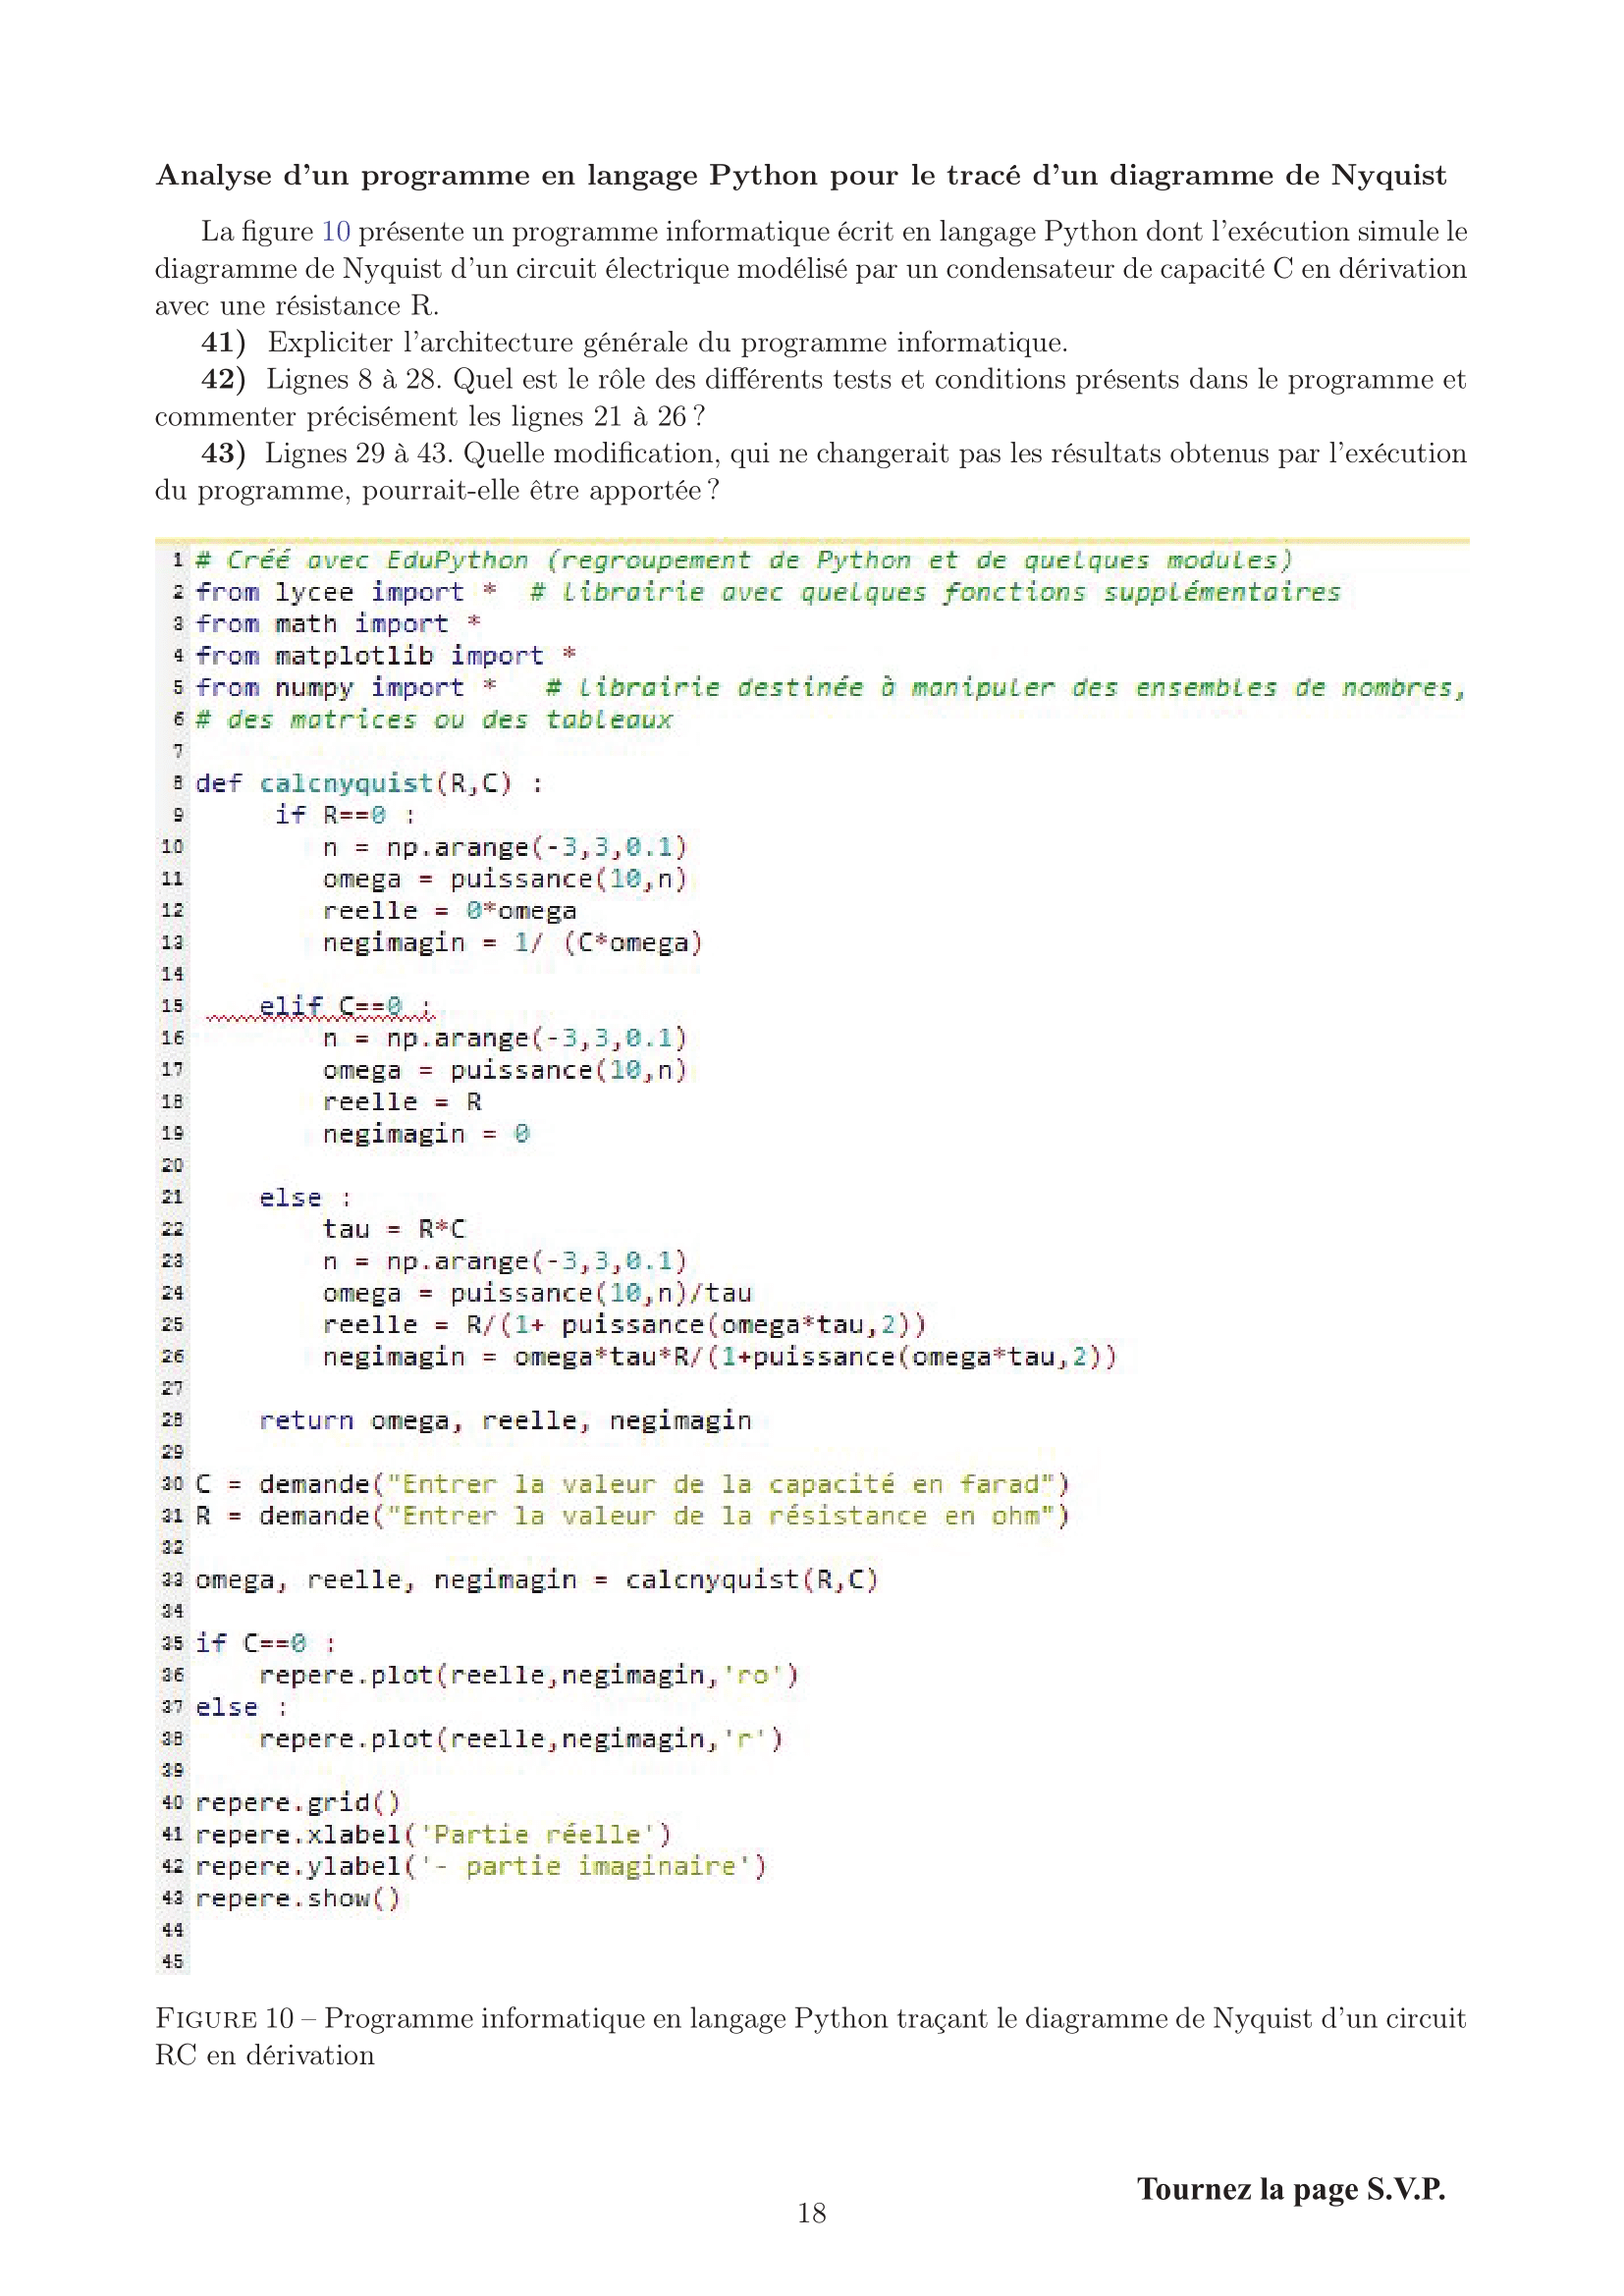 Analyse d'un programme en langage Python pour le tracé d'un diagramme de Nyquist
La figure 10 présente un programme informatique écrit en langage Python dont l'exécution simule le
diagramme de Nyquist d'un circuit électrique modélisé par un condensateur de capacité C en dérivation
avec une résistance R.
41) Expliciter l'architecture générale du programme informatique.
42) Lignes 8 à 28. Quel est le rôle des différents tests et conditions présents dans le programme et
commenter précisément les lignes 21 à 26 ?
43) Lignes 29 à 43. Quelle modification, qui ne changerait pas les résultats obtenus par l'exécution
du programme, pourrait-elle être apportée ?
1 # Créé avec EduPython (regroupement de Python et de quelques modules)
2 from lycee import *  # librairie avec quelques fonctions supplémentaires
3 from math import *
4 from matplotlib import *
5 from numpy import *   # librairie destinée à manipuler des ensembles de nombres,
6 # des matrices ou des tableaux
7
8 def calcnyquist(R,C) :
9      if R==0 :
10         n = np.arange(-3,3,0.1)
11         omega = puissance(10,n)
12         reelle = 0*omega
13         negimagin = 1/ (C*omega)
14
15     elif C==0 :
16         n = np.arange(-3,3,0.1)
17         omega = puissance(10,n)
18         reelle = R
19         negimagin = 0
20
21     else :
22         tau = R*C
23         n = np.arange(-3,3,0.1)
24         omega = puissance(10,n)/tau
25         reelle = R/(1+ puissance(omega*tau,2))
26         negimagin = omega*tau*R/(1+puissance(omega*tau,2))
27
28     return omega, reelle, negimagin
29
30 C = demande("Entrer la valeur de la capacité en farad")
31 R = demande("Entrer la valeur de la résistance en ohm")
32
33 omega, reelle, negimagin = calcnyquist(R,C)
34
35 if C==0 :
36     repere.plot(reelle,negimagin,'ro')
37 else :
38     repere.plot(reelle,negimagin,'r')
39
40 repere.grid()
41 repere.xlabel('Partie réelle')
42 repere.ylabel('- partie imaginaire')
43 repere.show()
44
45
FIGURE 10 – Programme informatique en langage Python traçant le diagramme de Nyquist d'un circuit
RC en dérivation
Tournez la page S.V.P.
18